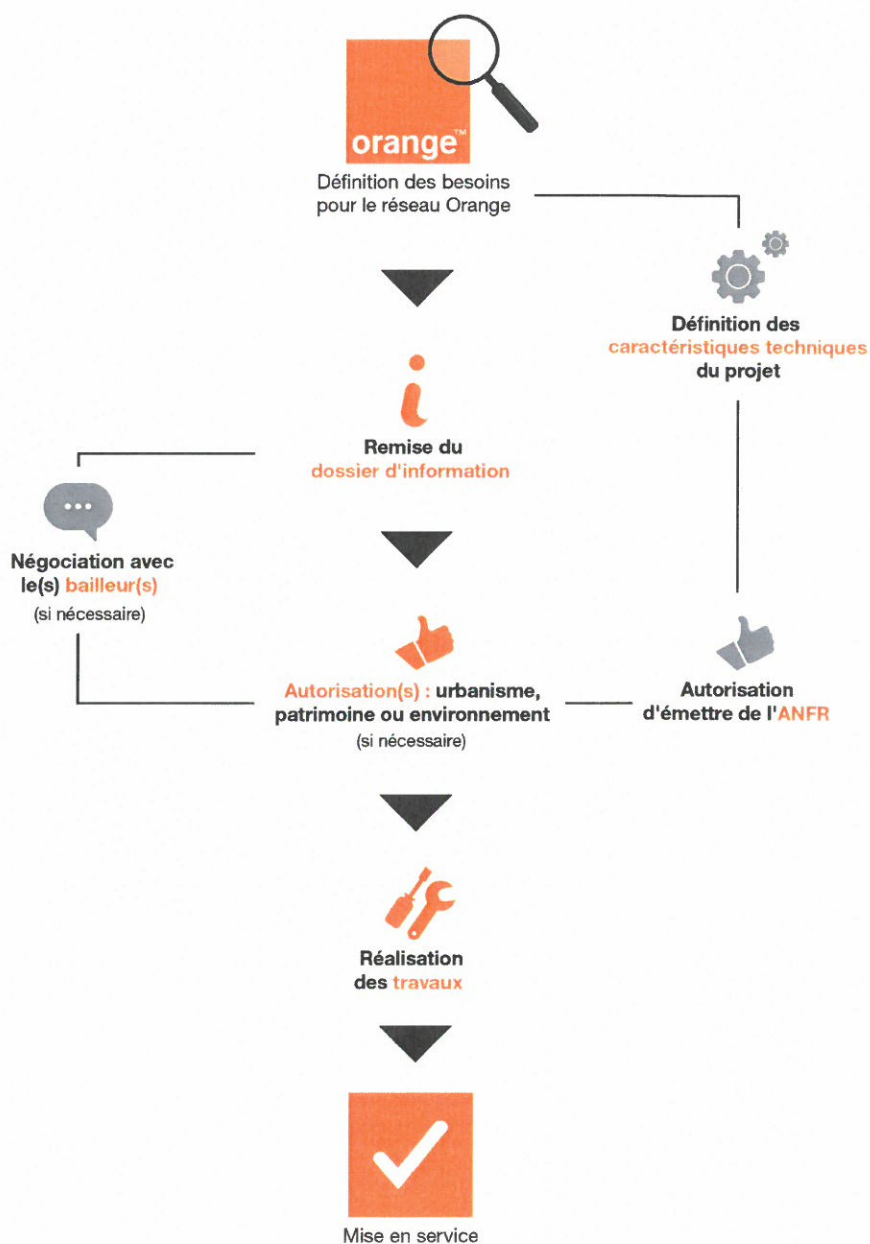 orange™
Définition des besoins
pour le réseau Orange
Définition des
caractéristiques techniques
du projet
Remise du
dossier d'information
Négociation avec
le(s) bailleur(s)
(si nécessaire)
Autorisation(s) : urbanisme,
patrimoine ou environnement
(si nécessaire)
Autorisation
d'émettre de l'ANFR
Réalisation
des travaux
Mise en service